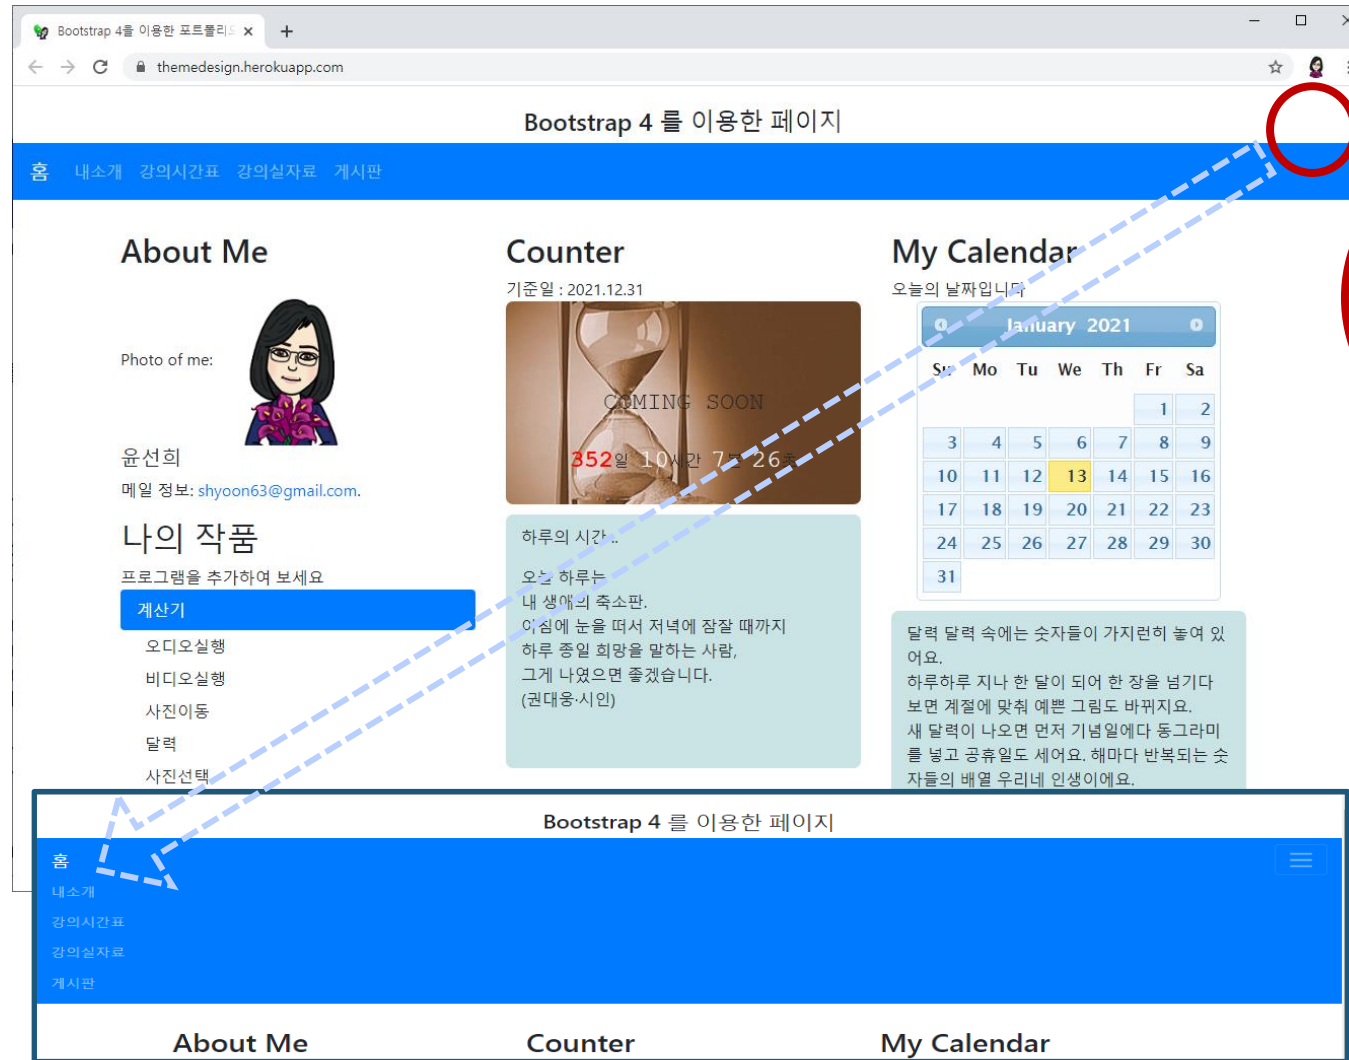 Bootstrap 4을 이용한 포트폴리오
themedesign.herokuapp.com
Bootstrap 4 를 이용한 페이지
홈 내소개 강의시간표 강의실자료 게시판
About Me
Photo of me:
윤선희
메일 정보: shyoon63@gmail.com.
나의 작품
프로그램을 추가하여 보세요
계산기
오디오실행
비디오실행
사진이동
달력
사진선택
Counter
기준일 : 2021.12.31
COMING SOON
352일 10시간 7분 26초
하루의 시간 ..
오늘 하루는
내 생애의 축소판.
아침에 눈을 떠서 저녁에 잠잘 때까지
하루 종일 희망을 말하는 사람,
그게 나였으면 좋겠습니다.
(권대웅·시인)
My Calendar
오늘의 날짜입니다
January 2021
Su Mo Tu We Th Fr Sa
1 2
3 4 5 6 7 8 9
10 11 12 13 14 15 16
17 18 19 20 21 22 23
24 25 26 27 28 29 30
31
달력 달력 속에는 숫자들이 가지런히 놓여 있
어요.
하루하루 지나 한 달이 되어 한 장을 넘기다
보면 계절에 맞춰 예쁜 그림도 바뀌지요.
새 달력이 나오면 먼저 기념일에다 동그라미
를 넣고 공휴일도 세어요. 해마다 반복되는 숫
자들의 배열 우리네 인생이에요.
Bootstrap 4 를 이용한 페이지
홈
내소개
강의시간표
강의실자료
게시판
About Me
Counter
My Calendar